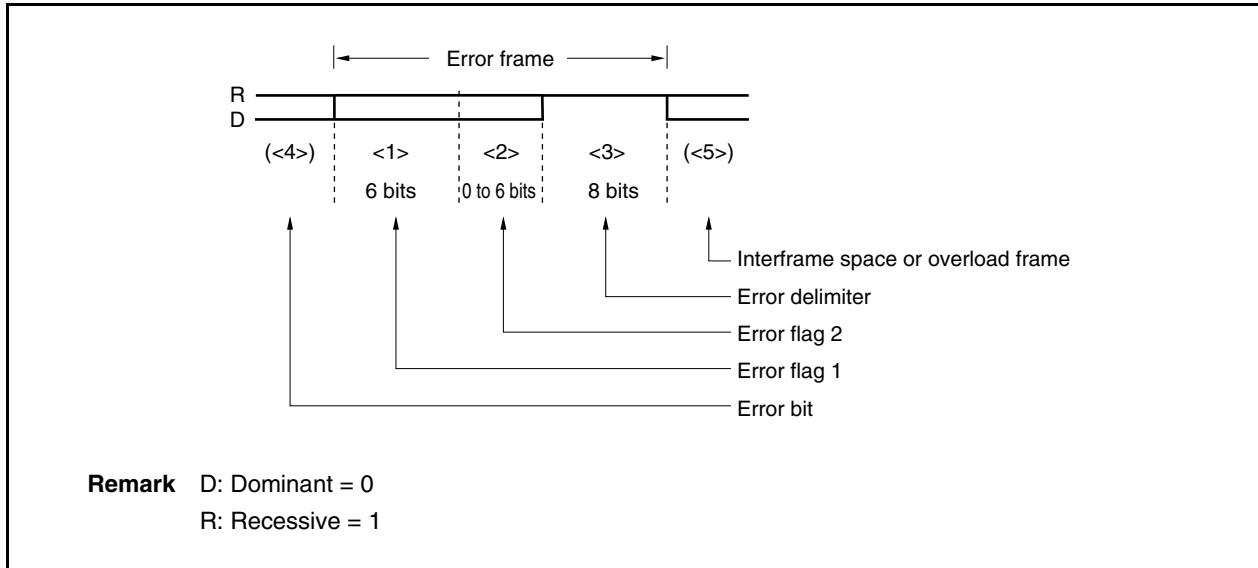 Error frame
R
D
(<4>) <1> <2> <3> (<5>)
6 bits 0 to 6 bits 8 bits
Interframe space or overload frame
Error delimiter
Error flag 2
Error flag 1
Error bit
Remark D: Dominant = 0
R: Recessive = 1